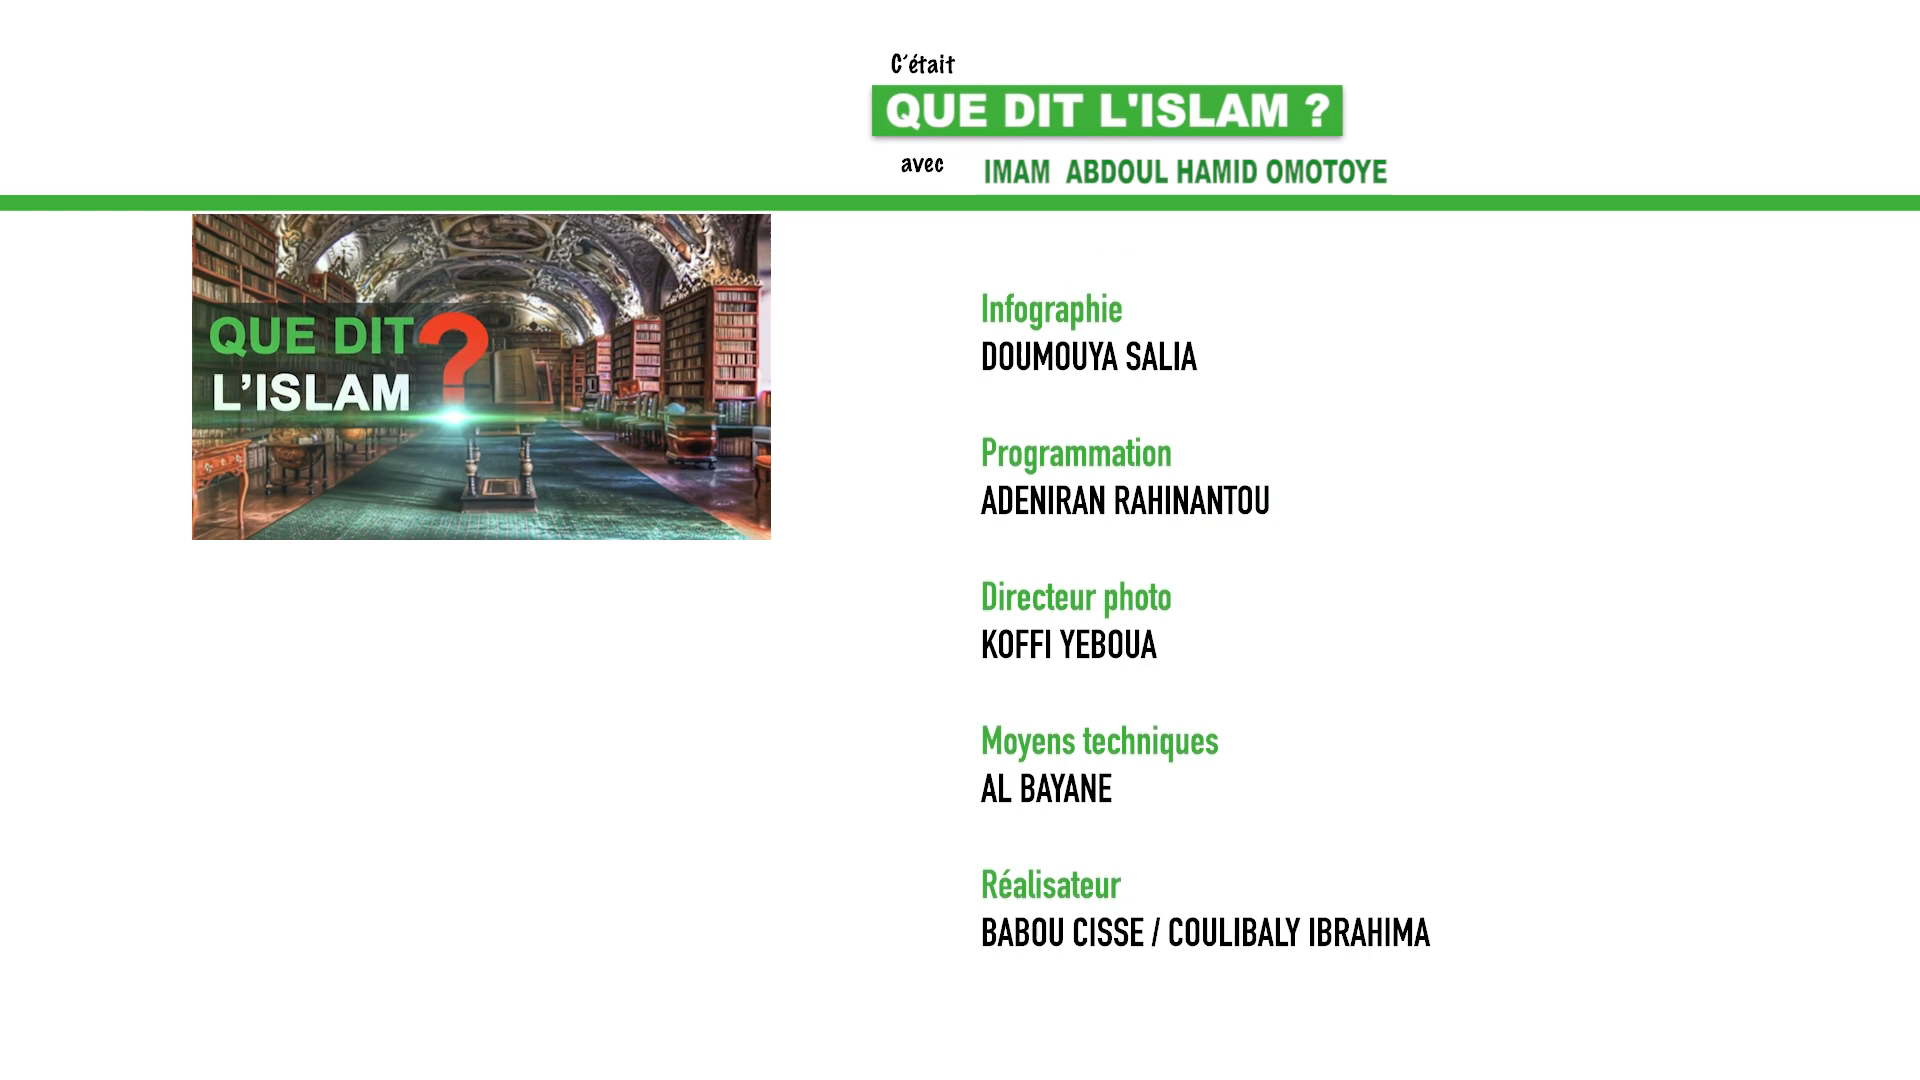 C'était
QUE DIT L'ISLAM ?
avec IMAM ABDOUL HAMID OMOTOYE
QUE DIT ?
L’ISLAM
Infographie
DOUMOUYA SALIA
Programmation
ADENIRAN RAHINANTOU
Directeur photo
KOFFI YEBOUA
Moyens techniques
AL BAYANE
Réalisateur
BABOU CISSE / COULIBALY IBRAHIMA